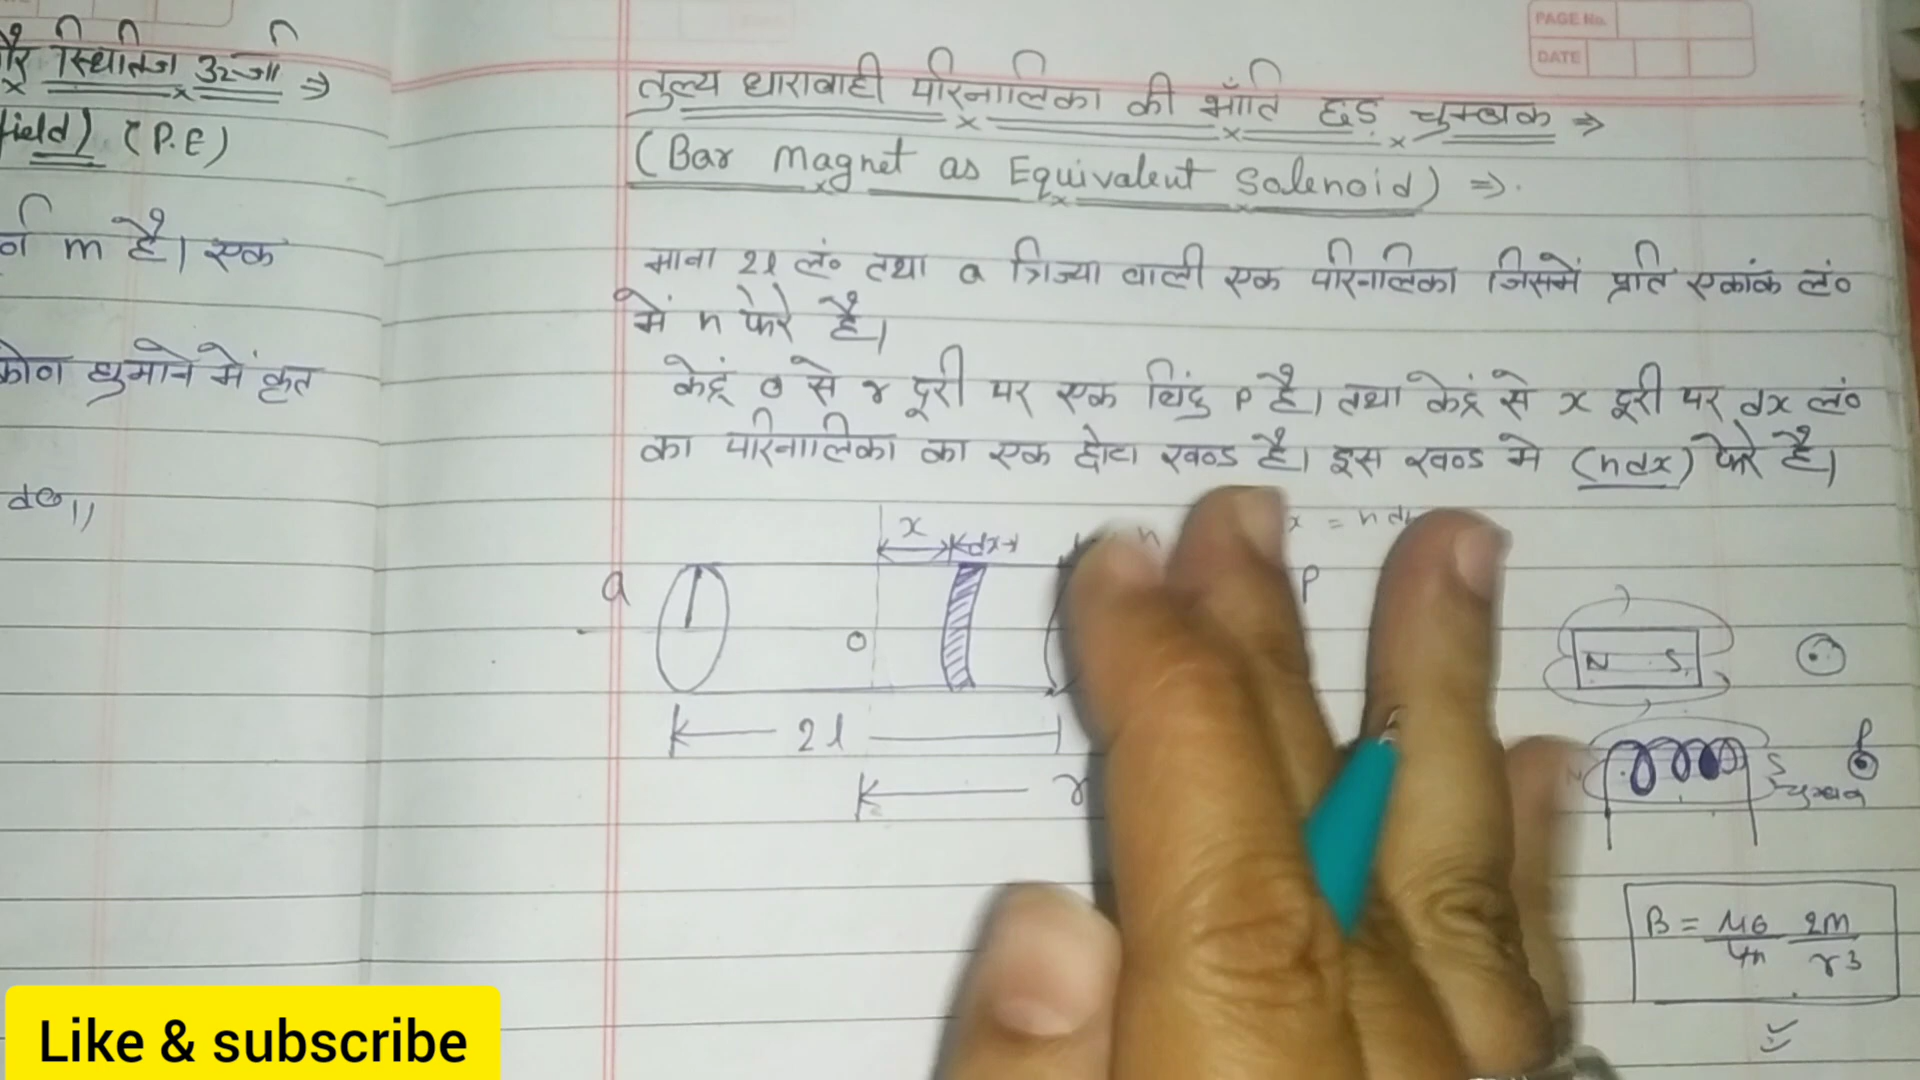 स्थितिज ऊर्जा ⇒
field) (P.E)
m है। एक
घुमाने में कृत
dθ,,
PAGE No.
DATE
तुल्य धारावाही परिनालिका की भाँति छड़ चुम्बक ⇒
(Bar Magnet as Equivalent Solenoid) ⇒.
माना 2l लं० तथा a त्रिज्या वाली एक परिनालिका जिसमें प्रति एकांक लं०
में n फेरे है।
केंद्र O से r दूरी पर एक बिंदु P है। तथा केंद्र से x दूरी पर dx लं०
का परिनालिका का एक छोटा खण्ड है। इस खण्ड मे (ndx) फेरे है।
x dx n x = n d
a O P
N S
2l
r
N S P
चुम्बक
B = μ0/4π 2M/r3
Like & subscribe